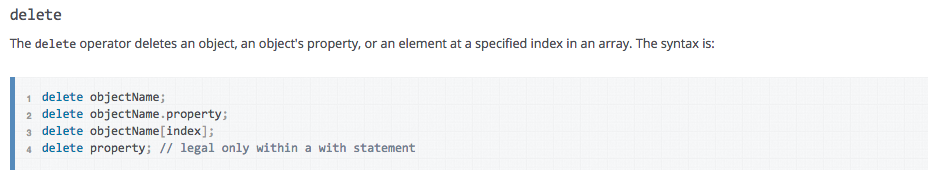 delete
The delete operator deletes an object, an object's property, or an element at a specified index in an array. The syntax is:
1 delete objectName;
2 delete objectName.property;
3 delete objectName[index];
4 delete property; // legal only within a with statement